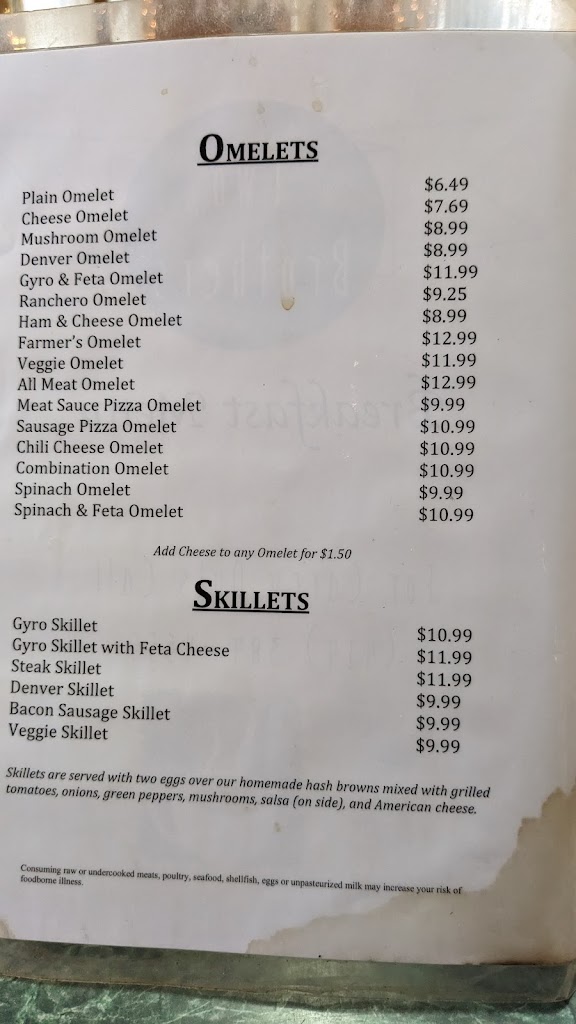 OMELETS
Plain Omelet $6.49
Cheese Omelet $7.69
Mushroom Omelet $8.99
Denver Omelet $8.99
Gyro & Feta Omelet $11.99
Ranchero Omelet $9.25
Ham & Cheese Omelet $8.99
Farmer's Omelet $12.99
Veggie Omelet $11.99
All Meat Omelet $12.99
Meat Sauce Pizza Omelet $9.99
Sausage Pizza Omelet $10.99
Chili Cheese Omelet $10.99
Combination Omelet $10.99
Spinach Omelet $9.99
Spinach & Feta Omelet $10.99
Add Cheese to any Omelet for $1.50
SKILLETS
Gyro Skillet $10.99
Gyro Skillet with Feta Cheese $11.99
Steak Skillet $11.99
Denver Skillet $9.99
Bacon Sausage Skillet $9.99
Veggie Skillet $9.99
Skillets are served with two eggs over our homemade hash browns mixed with grilled
tomatoes, onions, green peppers, mushrooms, salsa (on side), and American cheese.
Consuming raw or undercooked meats, poultry, seafood, shellfish, eggs or unpasteurized milk may increase your risk of
foodborne illness.